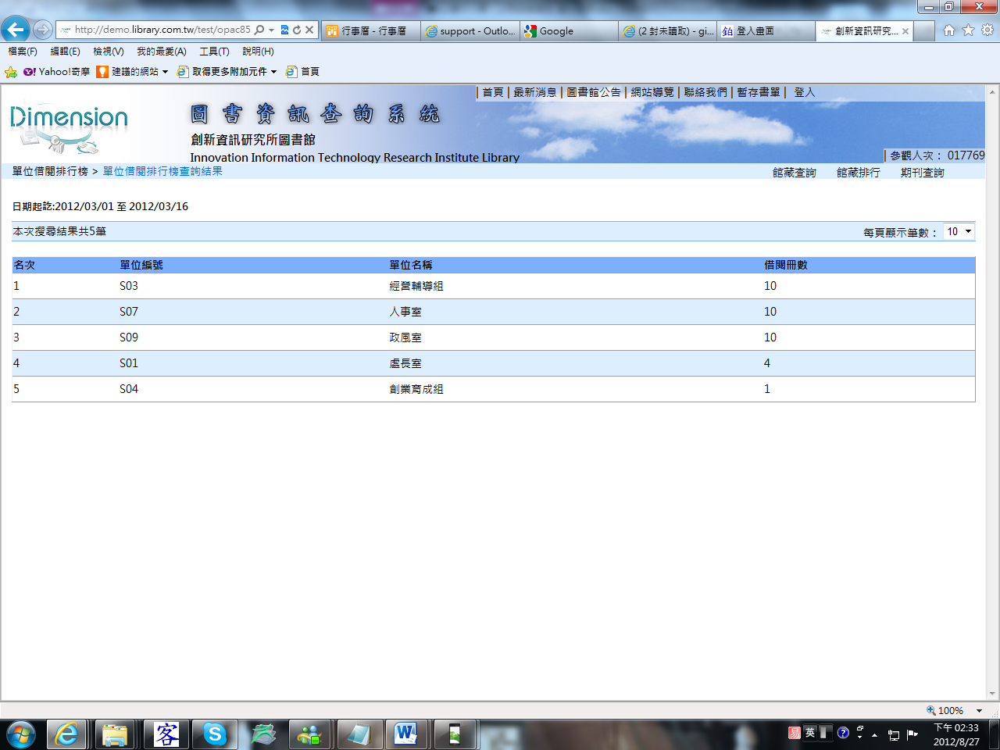 http://demo.library.com.tw/test/opac85
行事曆 - 行事曆
support - Outlo...
Google
(2 封未讀取) - gi...
登入畫面
創新資訊研究...
檔案(F) 編輯(E) 檢視(V) 我的最愛(A) 工具(T) 說明(H)
Yahoo!奇摩 建議的網站 取得更多附加元件 首頁
| 首頁 | 最新消息 | 圖書館公告 | 網站導覽 | 聯絡我們 | 暫存書單 | 登入
Dimension
圖書資訊查詢系統
創新資訊研究所圖書館
Innovation Information Technology Research Institute Library
| 參觀人次： 017769
單位借閱排行榜 > 單位借閱排行榜查詢結果
館藏查詢 館藏排行 期刊查詢
日期起訖:2012/03/01 至 2012/03/16
本次搜尋結果共5筆
每頁顯示筆數： 10
名次 單位編號 單位名稱 借閱冊數
1 S03 經營輔導組 10
2 S07 人事室 10
3 S09 政風室 10
4 S01 處長室 4
5 S04 創業育成組 1
100%
客
英
下午 02:33
2012/8/27